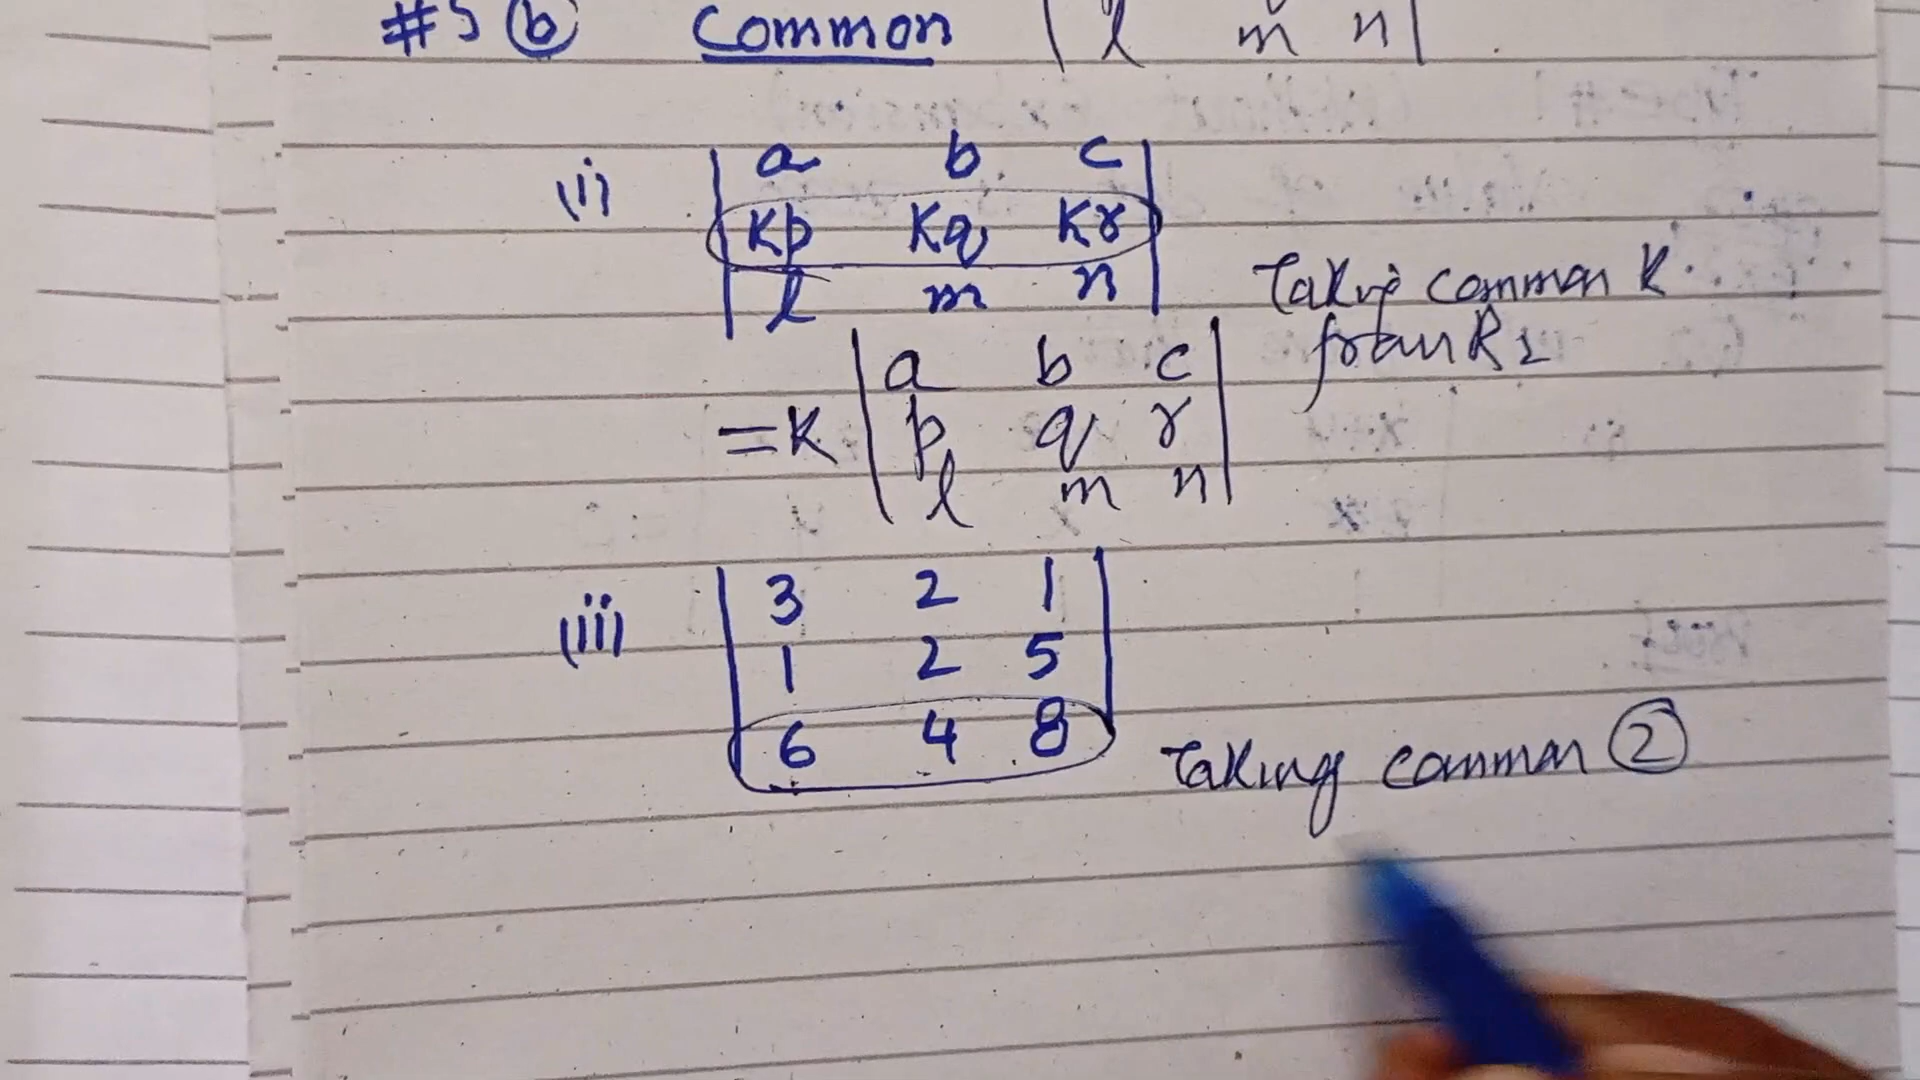 #5 (b) Common | l m n |
(i) | a b c |
| Kp Kq Kr |
| l m n | Taking common K
from R2
= K | a b c |
| p q r |
| l m n |
(ii) | 3 2 1 |
| 1 2 5 |
| 6 4 8 | Taking common (2)